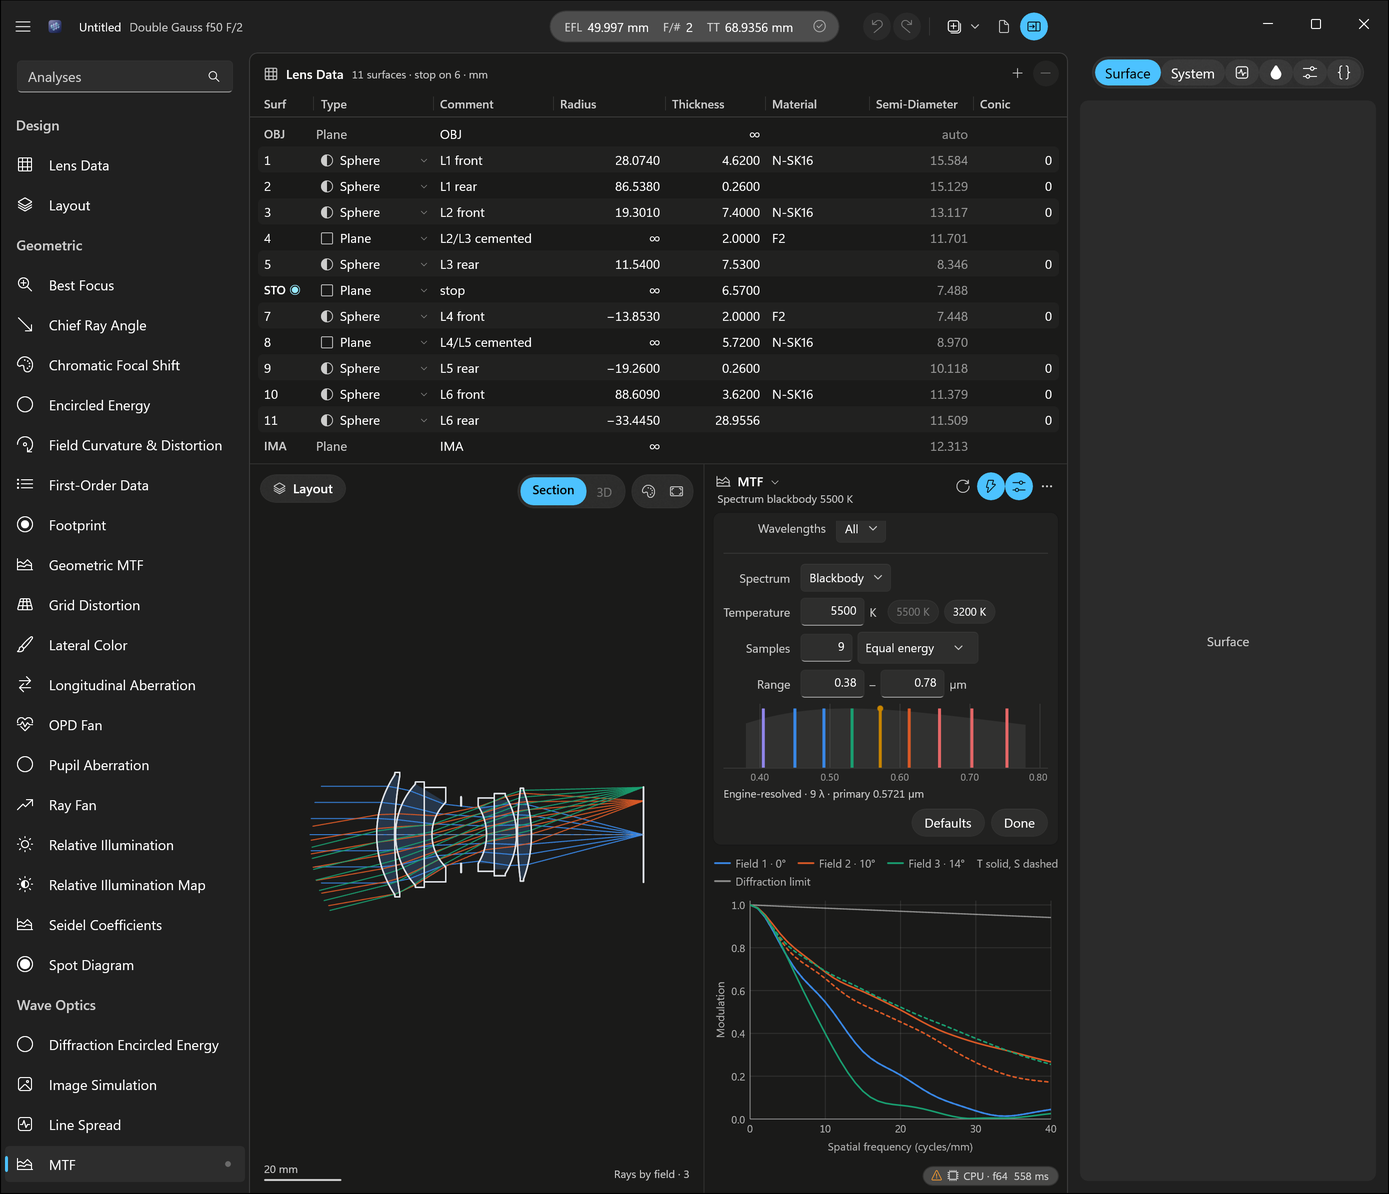 Untitled Double Gauss f50 F/2
EFL 49.997 mm F/# 2 TT 68.9356 mm
Analyses
Design
Lens Data
Layout
Geometric
Best Focus
Chief Ray Angle
Chromatic Focal Shift
Encircled Energy
Field Curvature & Distortion
First-Order Data
Footprint
Geometric MTF
Grid Distortion
Lateral Color
Longitudinal Aberration
OPD Fan
Pupil Aberration
Ray Fan
Relative Illumination
Relative Illumination Map
Seidel Coefficients
Spot Diagram
Wave Optics
Diffraction Encircled Energy
Image Simulation
Line Spread
MTF
Lens Data 11 surfaces · stop on 6 · mm
Surf Type Comment Radius Thickness Material Semi-Diameter Conic
OBJ Plane OBJ ∞ auto
1 Sphere L1 front 28.0740 4.6200 N-SK16 15.584 0
2 Sphere L1 rear 86.5380 0.2600 15.129 0
3 Sphere L2 front 19.3010 7.4000 N-SK16 13.117 0
4 Plane L2/L3 cemented ∞ 2.0000 F2 11.701
5 Sphere L3 rear 11.5400 7.5300 8.346 0
STO Plane stop ∞ 6.5700 7.488
7 Sphere L4 front −13.8530 2.0000 F2 7.448 0
8 Plane L4/L5 cemented ∞ 5.7200 N-SK16 8.970
9 Sphere L5 rear −19.2600 0.2600 10.118 0
10 Sphere L6 front 88.6090 3.6200 N-SK16 11.379 0
11 Sphere L6 rear −33.4450 28.9556 11.509 0
IMA Plane IMA ∞ 12.313
Layout
Section 3D
20 mm
Rays by field · 3
MTF
Spectrum blackbody 5500 K
Wavelengths All
Spectrum Blackbody
Temperature 5500 K 5500 K 3200 K
Samples 9 Equal energy
Range 0.38 – 0.78 µm
0.40 0.50 0.60 0.70 0.80
Engine-resolved · 9 λ · primary 0.5721 µm
Defaults Done
Field 1 · 0° Field 2 · 10° Field 3 · 14° T solid, S dashed
Diffraction limit
Modulation
1.0
0.8
0.6
0.4
0.2
0.0
0 10 20 30 40
Spatial frequency (cycles/mm)
CPU · f64 558 ms
Surface System {}
Surface